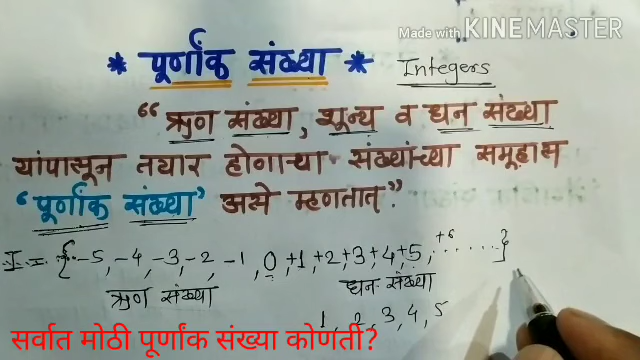 Made with KINEMASTER
* पूर्णांक संख्या * Integers
“ ऋण संख्या, शून्य व धन संख्या
यांपासून तयार होणाऱ्या संख्यांच्या समूहास
‘पूर्णांक संख्या’ असे म्हणतात.”
I = {....-5, -4, -3, -2, -1, 0, +1, +2, +3, +4, +5, +6 .......}
ऋण संख्या धन संख्या
1, 2, 3, 4, 5
सर्वात मोठी पूर्णांक संख्या कोणती?